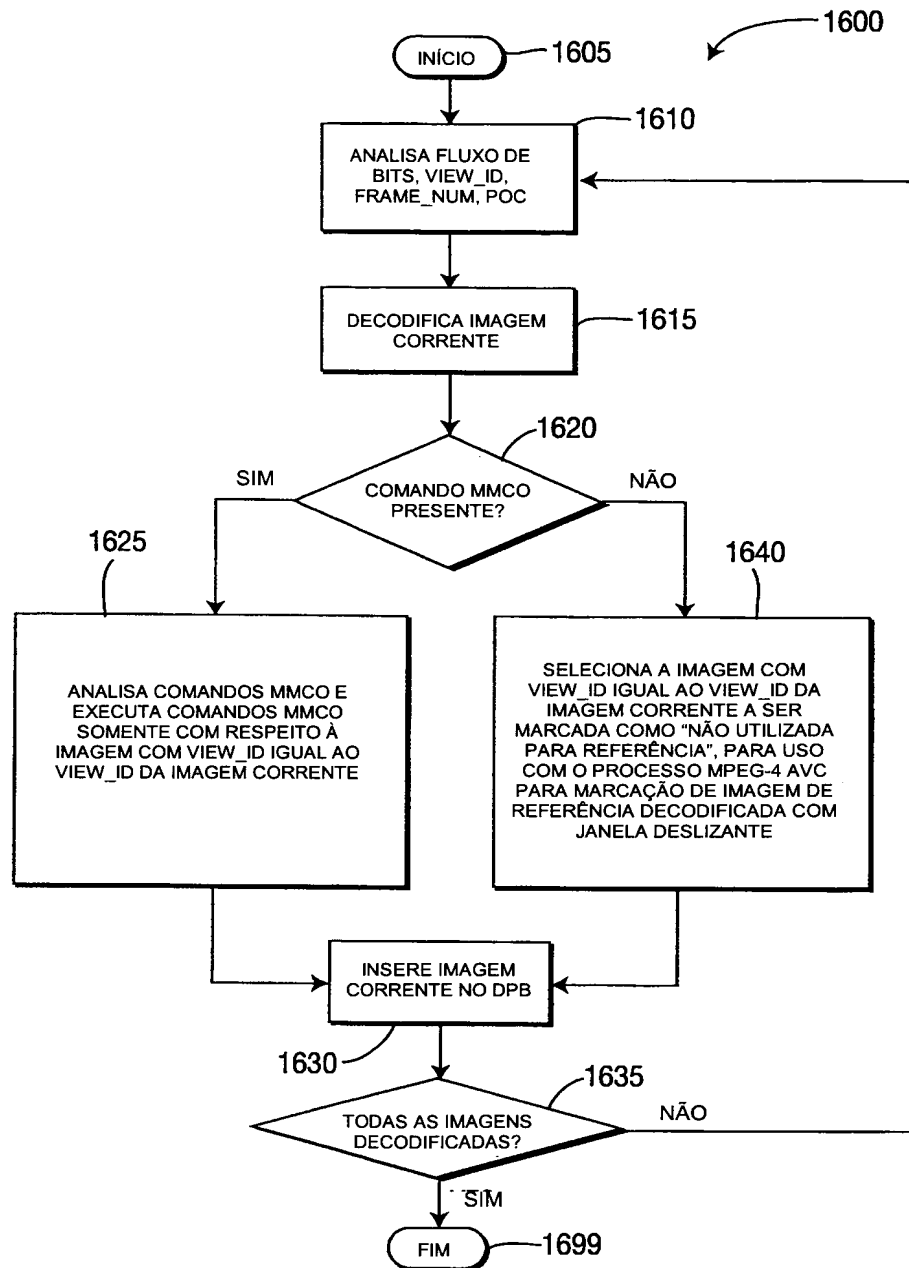 1600
INÍCIO
1605
1610
ANALISA FLUXO DE
BITS, VIEW_ID,
FRAME_NUM, POC
DECODIFICA IMAGEM
CORRENTE
1615
1620
COMANDO MMCO
PRESENTE?
SIM
NÃO
1625
ANALISA COMANDOS MMCO E
EXECUTA COMANDOS MMCO
SOMENTE COM RESPEITO À
IMAGEM COM VIEW_ID IGUAL AO
VIEW_ID DA IMAGEM CORRENTE
1640
SELECIONA A IMAGEM COM
VIEW_ID IGUAL AO VIEW_ID DA
IMAGEM CORRENTE A SER
MARCADA COMO “NÃO UTILIZADA
PARA REFERÊNCIA”, PARA USO
COM O PROCESSO MPEG-4 AVC
PARA MARCAÇÃO DE IMAGEM DE
REFERÊNCIA DECODIFICADA COM
JANELA DESLIZANTE
INSERE IMAGEM
CORRENTE NO DPB
1630
1635
TODAS AS IMAGENS
DECODIFICADAS?
NÃO
SIM
FIM
1699